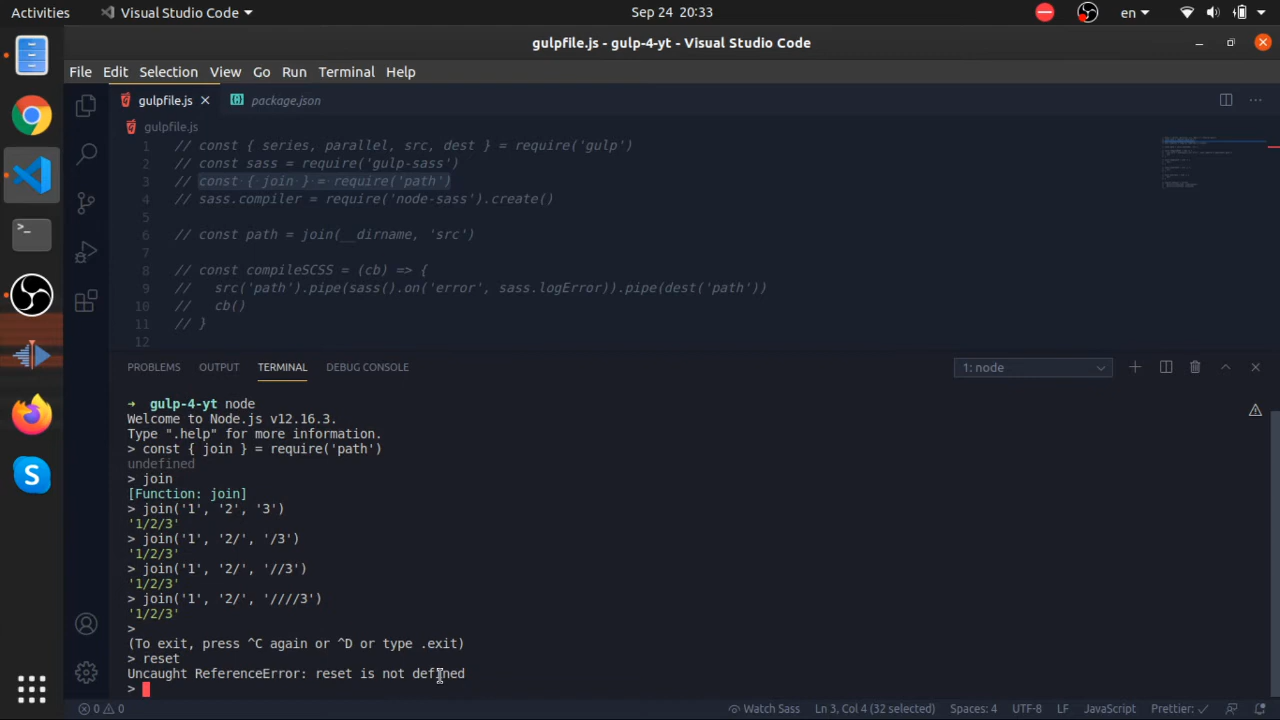 Activities
Visual Studio Code
Sep 24 20:33
en
gulpfile.js - gulp-4-yt - Visual Studio Code
File Edit Selection View Go Run Terminal Help
gulpfile.js
package.json
gulpfile.js
1 // const { series, parallel, src, dest } = require('gulp')
2 // const sass = require('gulp-sass')
3 // const { join } = require('path')
4 // sass.compiler = require('node-sass').create()
5
6 // const path = join(__dirname, 'src')
7
8 // const compileSCSS = (cb) => {
9 //   src('path').pipe(sass().on('error', sass.logError)).pipe(dest('path'))
10 //   cb()
11 // }
12
PROBLEMS OUTPUT TERMINAL DEBUG CONSOLE
1: node
➜ gulp-4-yt node
Welcome to Node.js v12.16.3.
Type ".help" for more information.
> const { join } = require('path')
undefined
> join
[Function: join]
> join('1', '2', '3')
'1/2/3'
> join('1', '2/', '/3')
'1/2/3'
> join('1', '2/', '//3')
'1/2/3'
> join('1', '2/', '////3')
'1/2/3'
>
(To exit, press ^C again or ^D or type .exit)
> reset
Uncaught ReferenceError: reset is not defined
>
0 0
Watch Sass
Ln 3, Col 4 (32 selected)
Spaces: 4
UTF-8
LF
JavaScript
Prettier: ✓